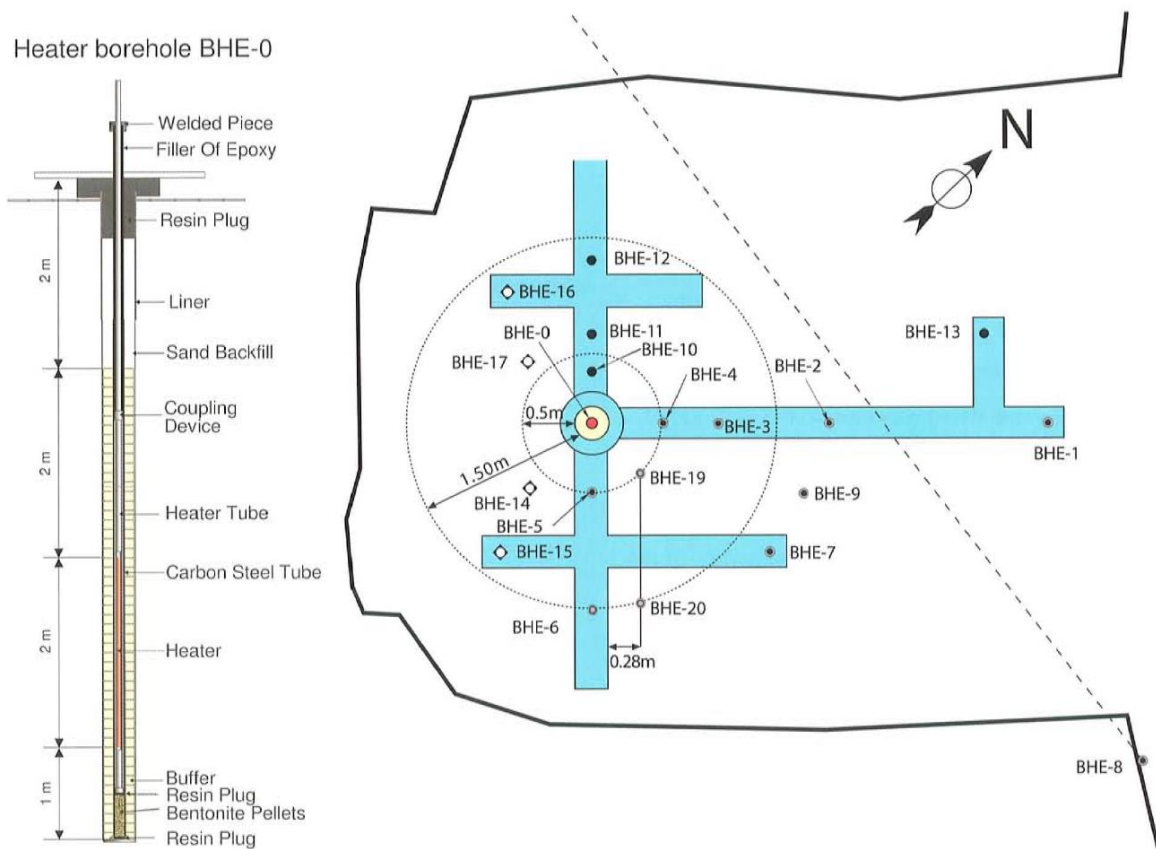 Heater borehole BHE-0
Welded Piece
Filler Of Epoxy
Resin Plug
2 m
Liner
Sand Backfill
Coupling
Device
2 m
Heater Tube
Carbon Steel Tube
2 m
Heater
Buffer
1 m
Resin Plug
Bentonite Pellets
Resin Plug
N
BHE-12
BHE-16
BHE-0
BHE-11
BHE-13
BHE-17
BHE-10
BHE-4
BHE-2
0.5m
BHE-3
BHE-1
1.50m
BHE-19
BHE-14
BHE-9
BHE-5
BHE-15
BHE-7
BHE-20
BHE-6
0.28m
BHE-8